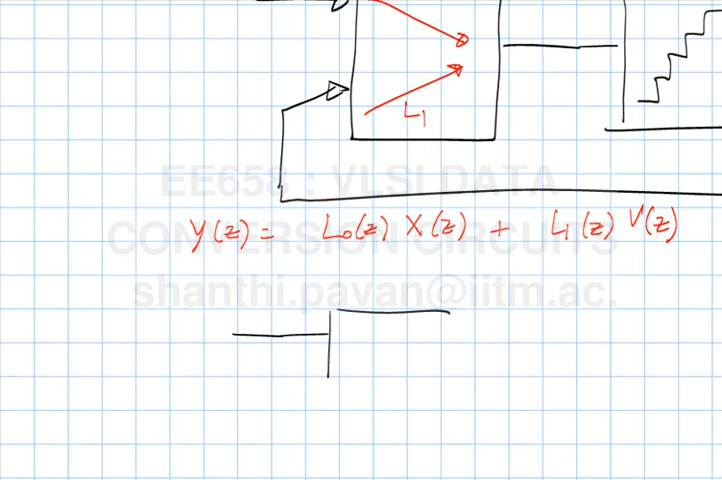 L1
EE658 : VLSI DATA
Y(z) = L0(z) X(z) + L1(z) V(z)
CONVERSION CIRCUITS
shanthi.pavan@iitm.ac.